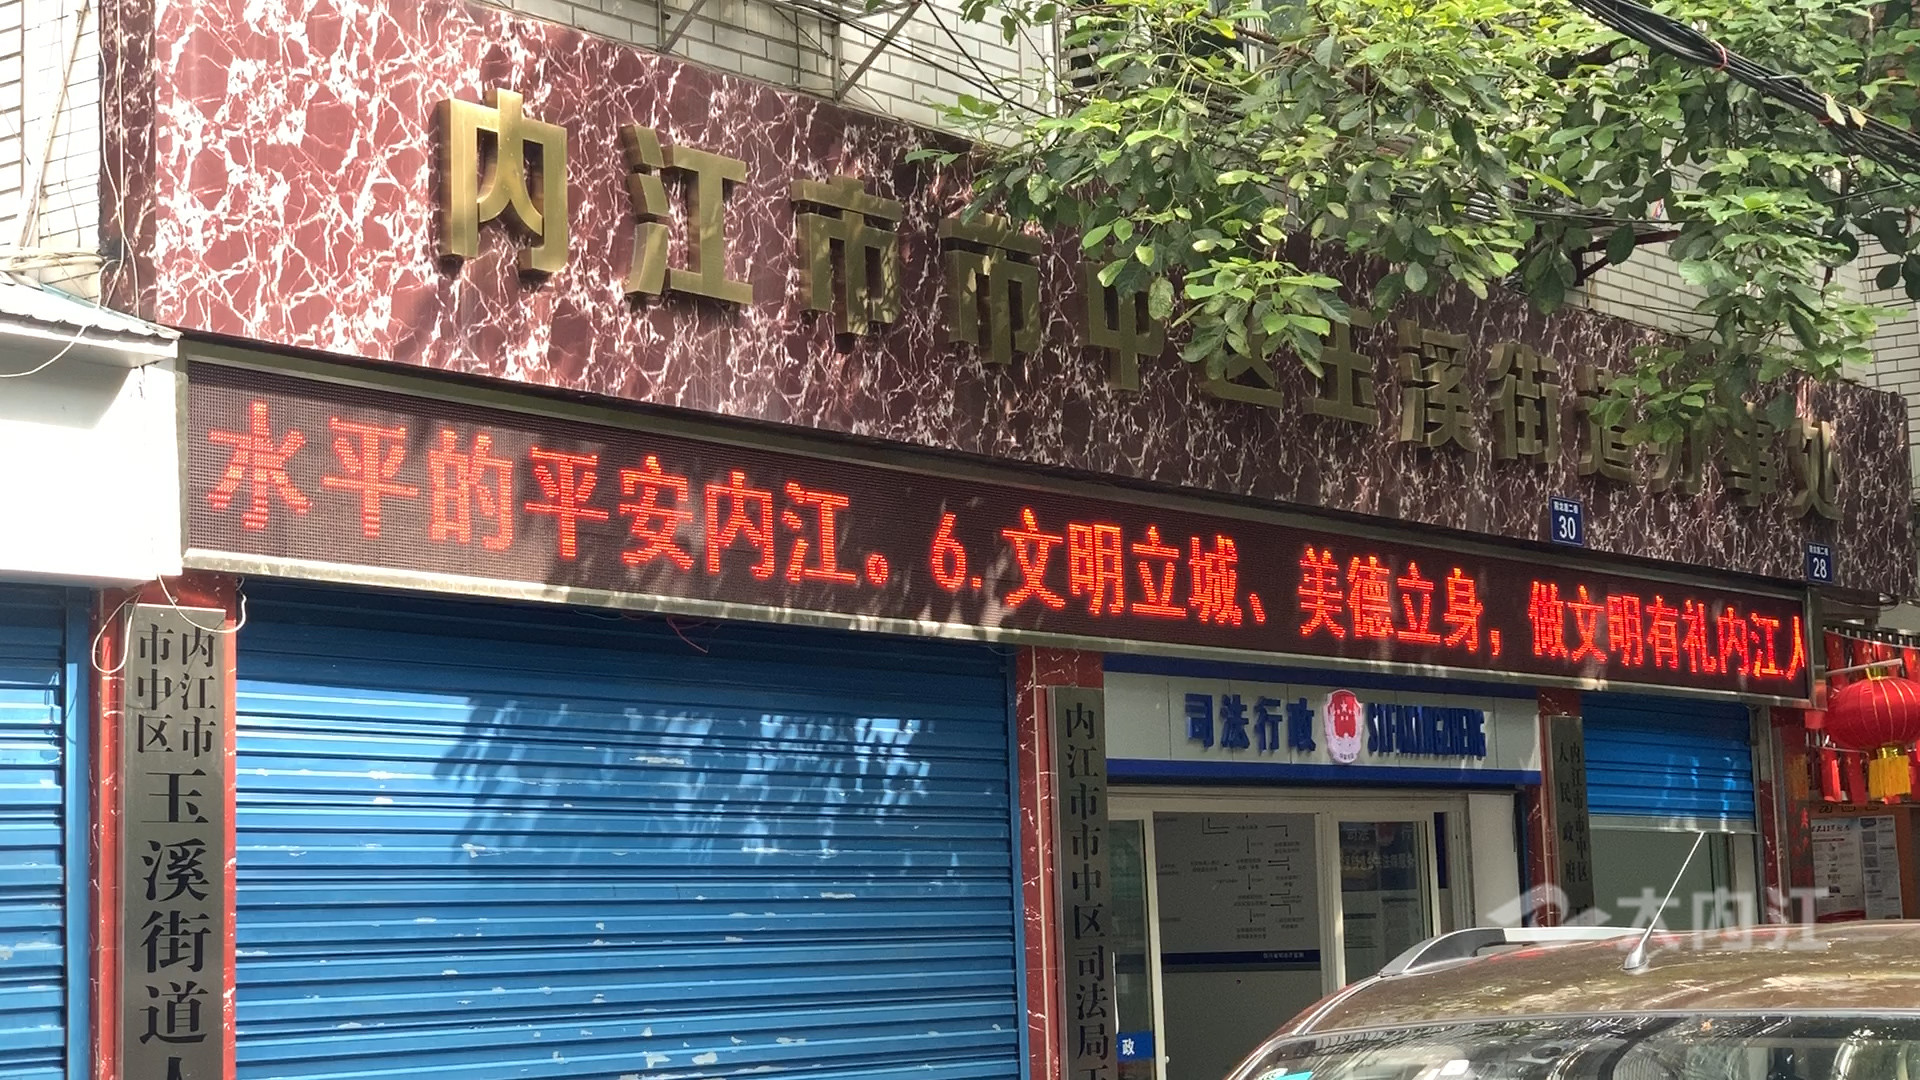 内江市市中区玉溪街道办事处
水平的平安内江。6.文明立城、美德立身，做文明有礼内江人
30
28
内江市
市中区
玉溪街道人
内江市市中区司法局玉
司法行政 SIFAXINGZHENG
内江市市中区
人民政府
政
大内江